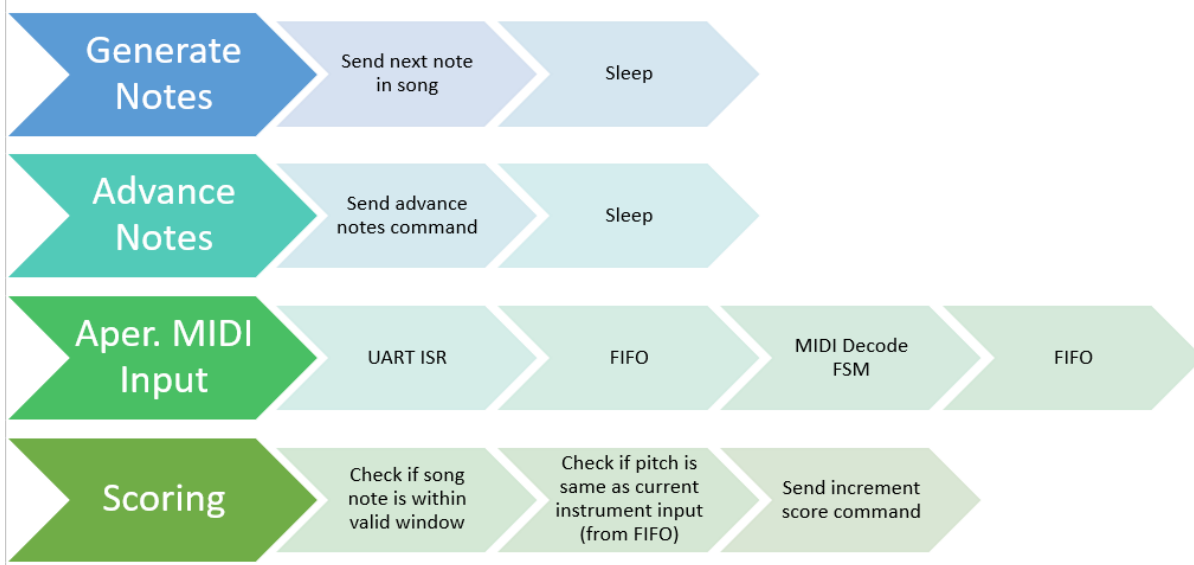 Generate
Notes
Send next note
in song
Sleep
Advance
Notes
Send advance
notes command
Sleep
Aper. MIDI
Input
UART ISR
FIFO
MIDI Decode
FSM
FIFO
Scoring
Check if song
note is within
valid window
Check if pitch is
same as current
instrument input
(from FIFO)
Send increment
score command